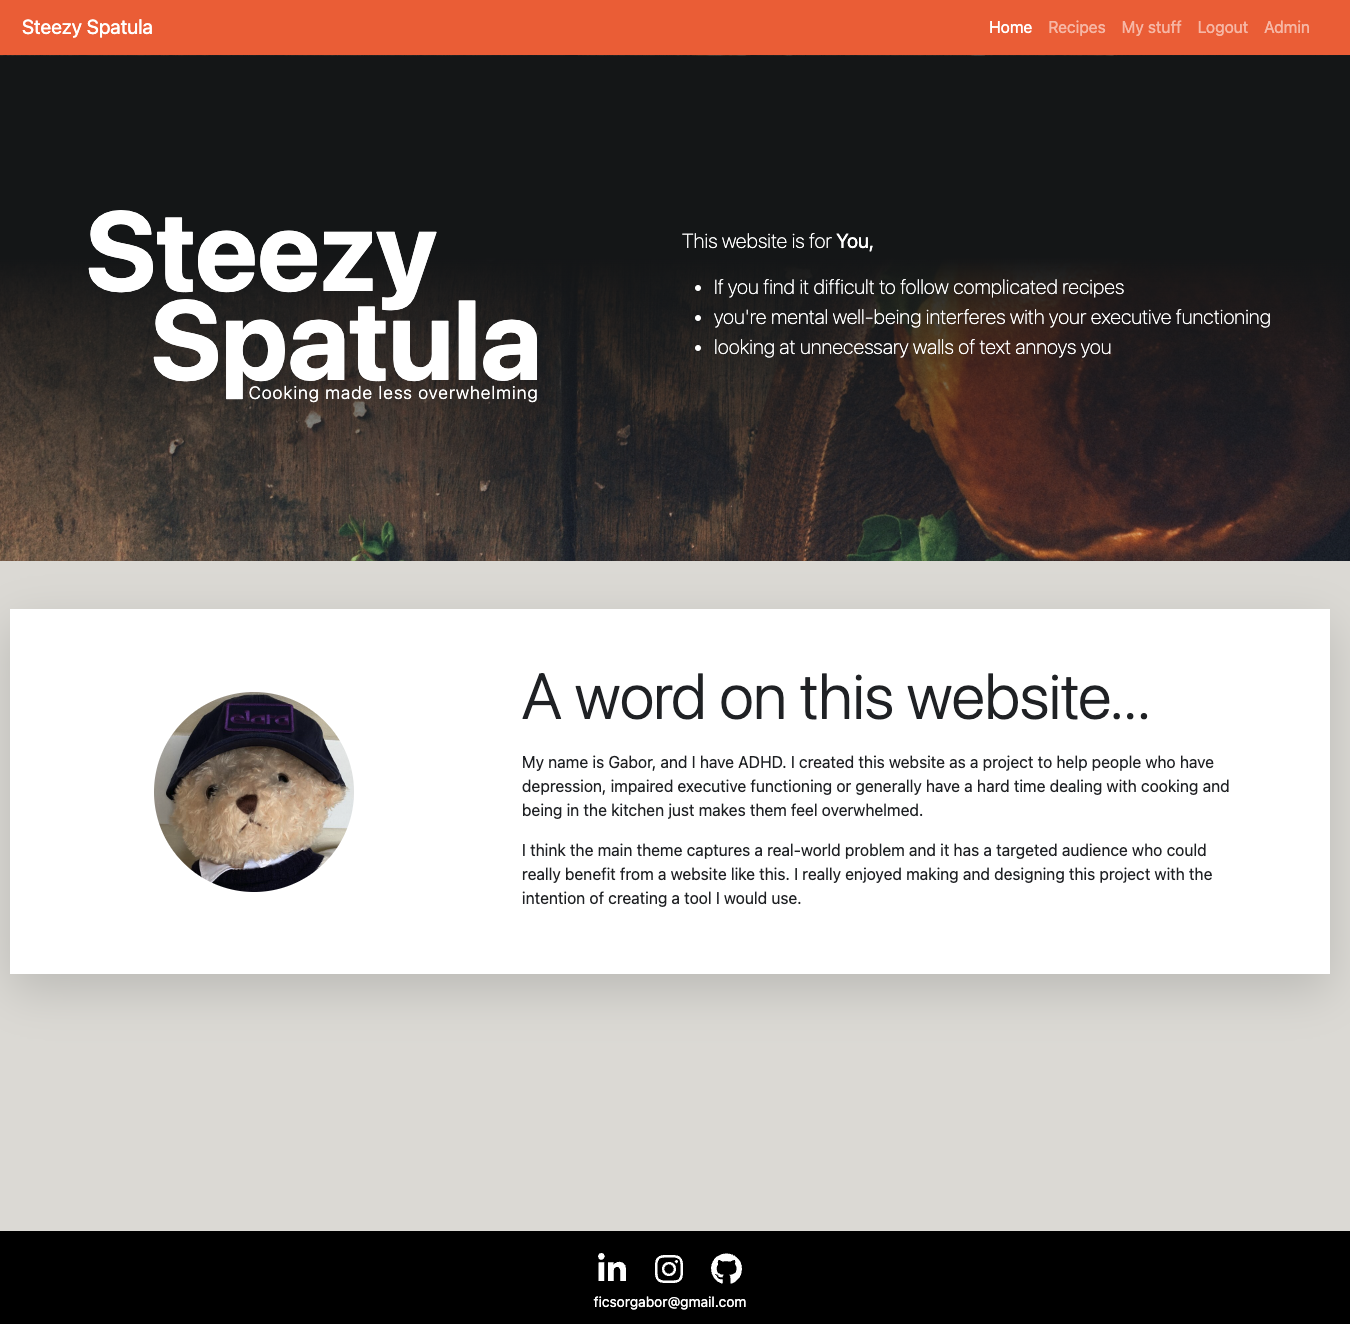 Steezy Spatula
Home Recipes My stuff Logout Admin
Steezy
Spatula
Cooking made less overwhelming
This website is for You,
• If you find it difficult to follow complicated recipes
• you're mental well-being interferes with your executive functioning
• looking at unnecessary walls of text annoys you
elara
A word on this website...
My name is Gabor, and I have ADHD. I created this website as a project to help people who have
depression, impaired executive functioning or generally have a hard time dealing with cooking and
being in the kitchen just makes them feel overwhelmed.
I think the main theme captures a real-world problem and it has a targeted audience who could
really benefit from a website like this. I really enjoyed making and designing this project with the
intention of creating a tool I would use.
in
ficsorgabor@gmail.com